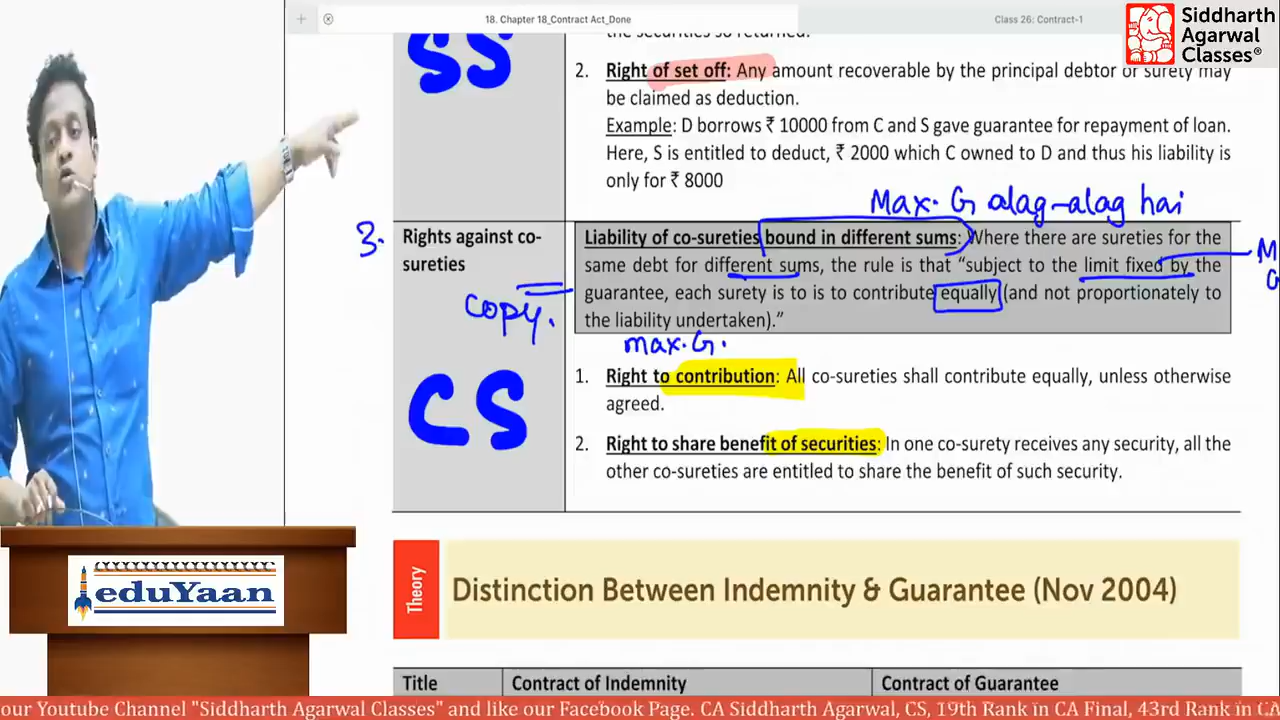 18. Chapter 18_Contract Act_Done
Class 26: Contract-1
Siddharth
Agarwal
Classes®
the securities so returned.
SS
2. Right of set off: Any amount recoverable by the principal debtor or surety may
be claimed as deduction.
Example: D borrows ₹ 10000 from C and S gave guarantee for repayment of loan.
Here, S is entitled to deduct, ₹ 2000 which C owned to D and thus his liability is
only for ₹ 8000
Max. G alag-alag hai
3.
Rights against co-
sureties
copy.
CS
Liability of co-sureties bound in different sums: Where there are sureties for the
same debt for different sums, the rule is that “subject to the limit fixed by the
guarantee, each surety is to is to contribute equally (and not proportionately to
the liability undertaken).”
M
max. G.
1. Right to contribution: All co-sureties shall contribute equally, unless otherwise
agreed.
2. Right to share benefit of securities: In one co-surety receives any security, all the
other co-sureties are entitled to share the benefit of such security.
eduYaan
Theory
Distinction Between Indemnity & Guarantee (Nov 2004)
Title
Contract of Indemnity
Contract of Guarantee
our Youtube Channel "Siddharth Agarwal Classes" and like our Facebook Page. CA Siddharth Agarwal, CS, 19th Rank in CA Final, 43rd Rank in CA